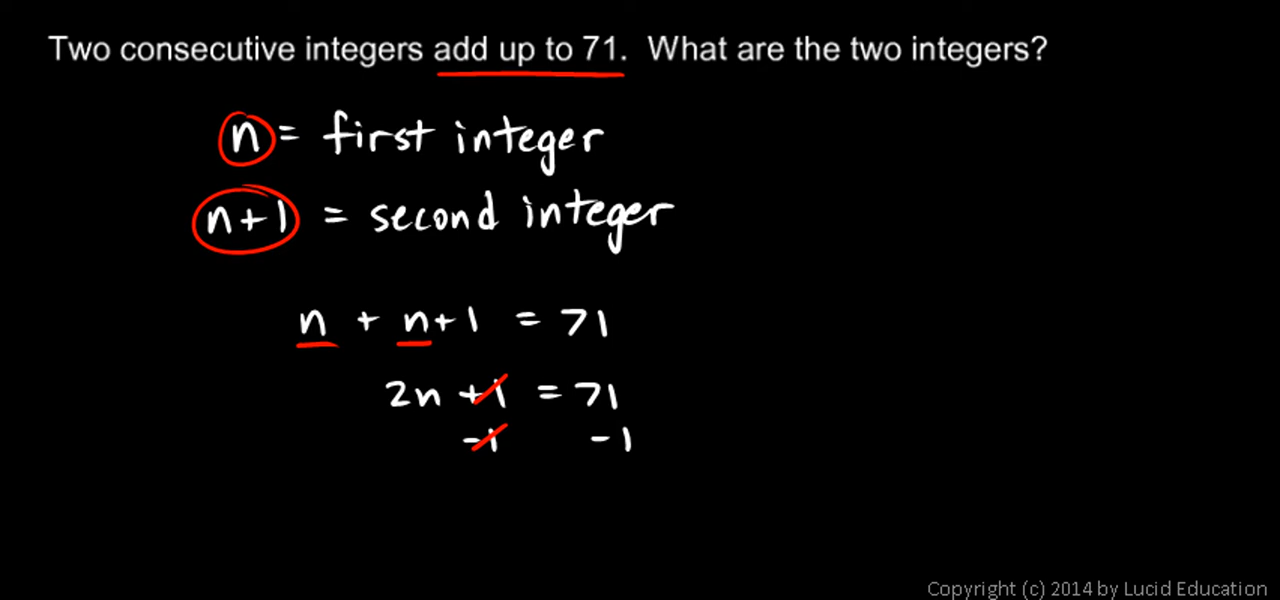 Two consecutive integers add up to 71. What are the two integers?
n = first integer
n+1 = second integer
n + n+1 = 71
2n +1 = 71
-1 -1
Copyright (c) 2014 by Lucid Education